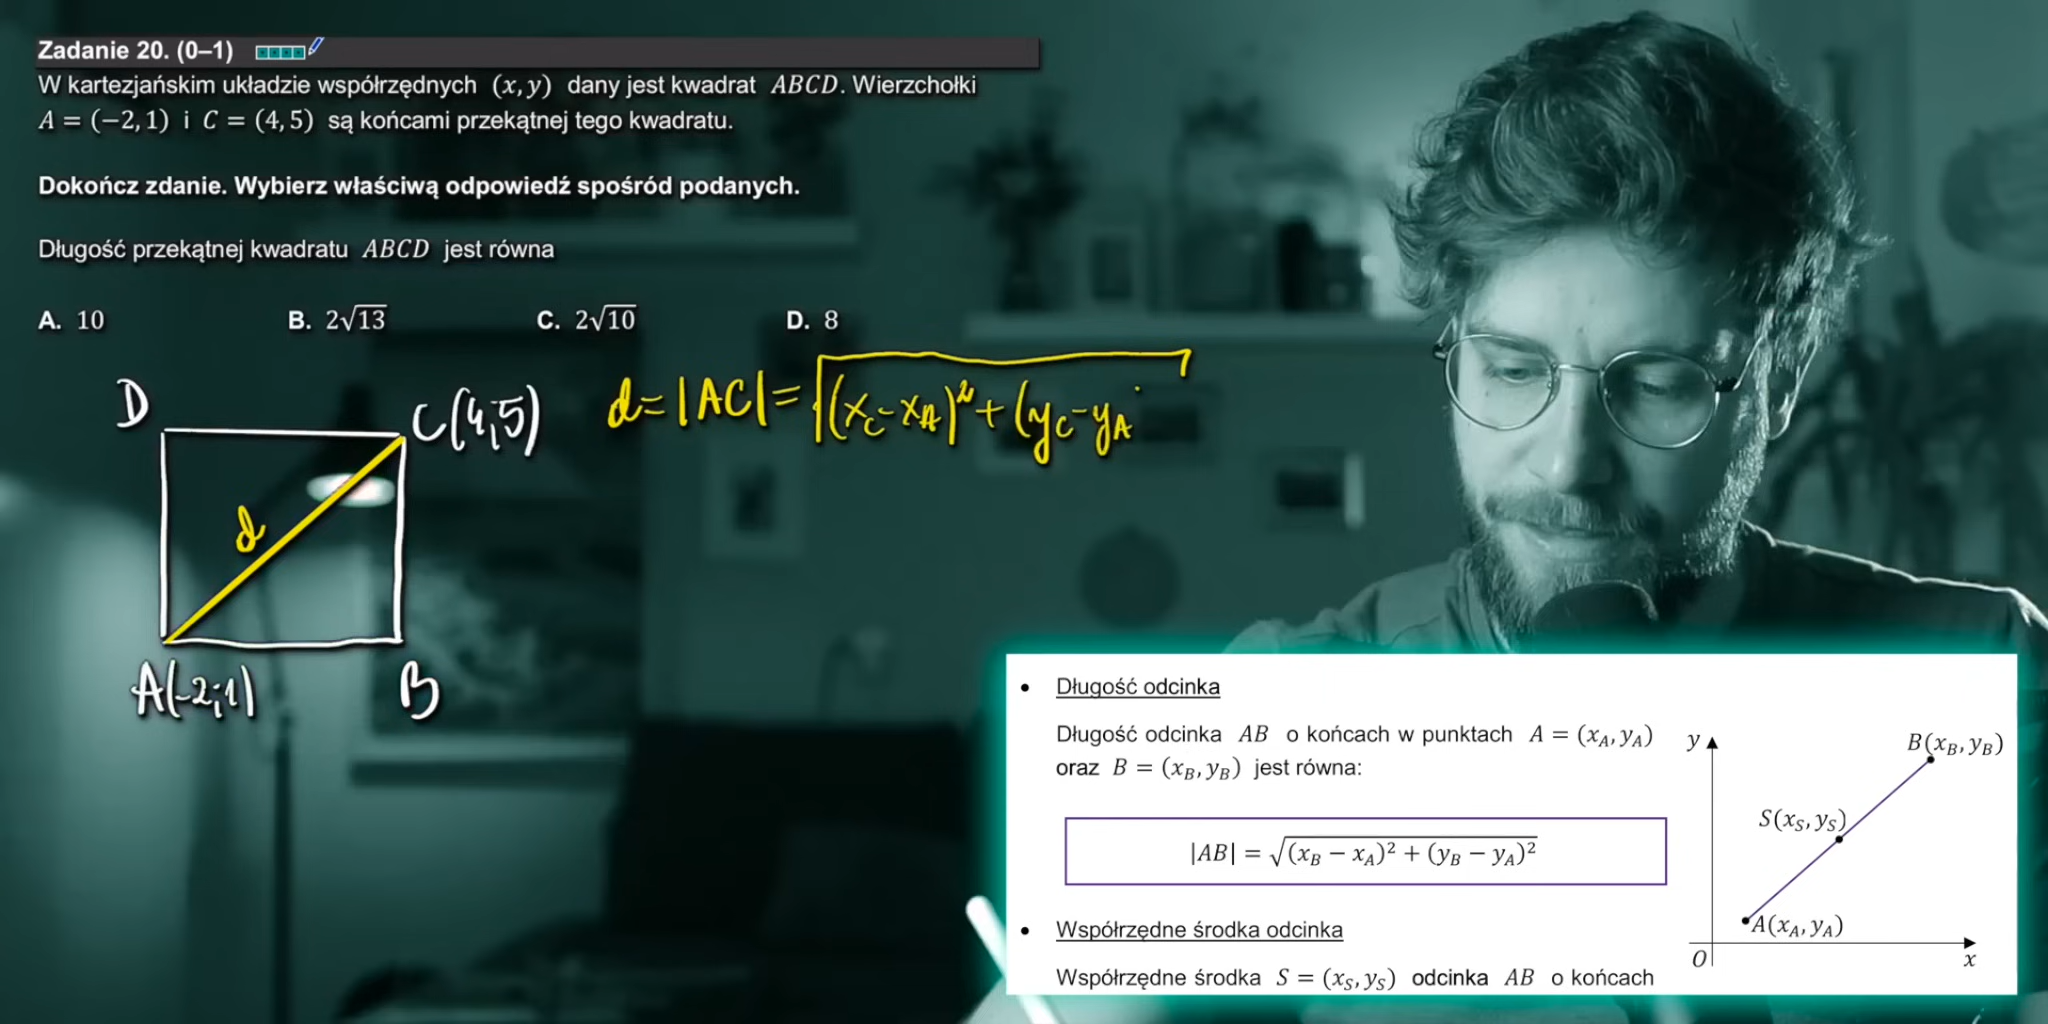 Zadanie 20. (0–1)
W kartezjańskim układzie współrzędnych (x, y) dany jest kwadrat ABCD. Wierzchołki
A = (−2, 1) i C = (4, 5) są końcami przekątnej tego kwadratu.
Dokończ zdanie. Wybierz właściwą odpowiedź spośród podanych.
Długość przekątnej kwadratu ABCD jest równa
A. 10 B. 2√13 C. 2√10 D. 8
D
C(4;5)
d
A(-2;1)
B
d=|AC|=√(x_C-x_A)²+(y_C-y_A
• Długość odcinka
Długość odcinka AB o końcach w punktach A = (x_A, y_A)
oraz B = (x_B, y_B) jest równa:
|AB| = √(x_B − x_A)² + (y_B − y_A)²
• Współrzędne środka odcinka
Współrzędne środka S = (x_S, y_S) odcinka AB o końcach
y
B(x_B, y_B)
S(x_S, y_S)
A(x_A, y_A)
O
x